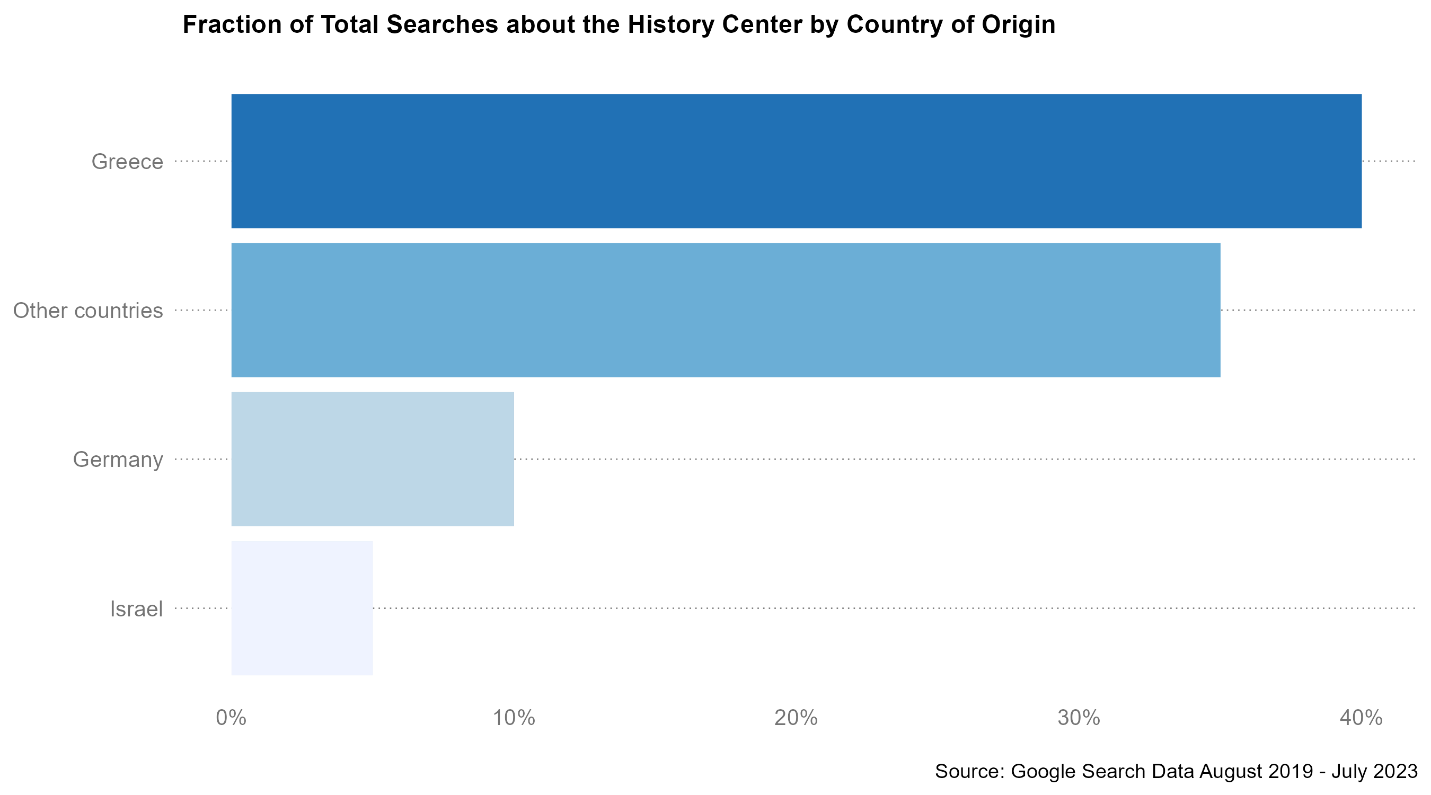 Fraction of Total Searches about the History Center by Country of Origin
Greece
Other countries
Germany
Israel
0% 10% 20% 30% 40%
Source: Google Search Data August 2019 - July 2023